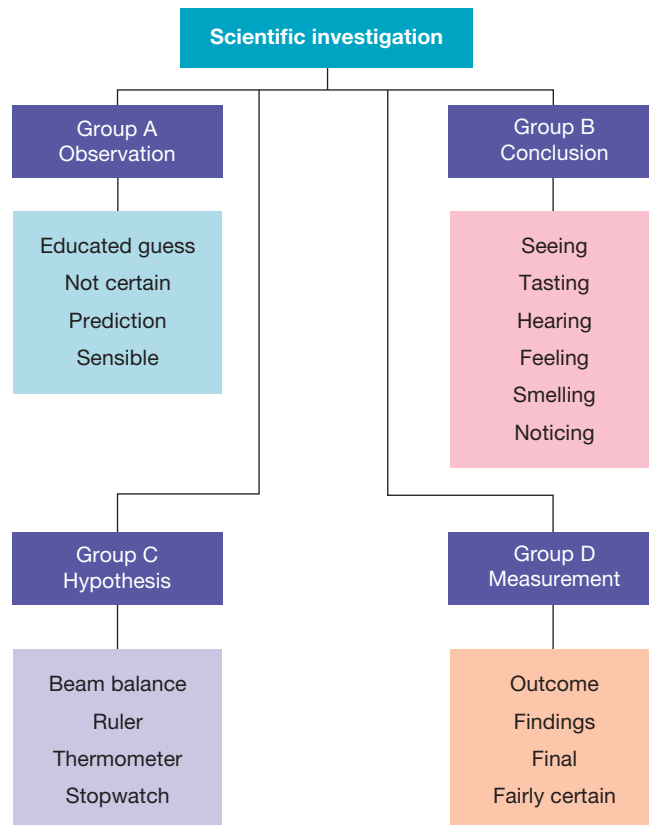 Scientific investigation
Group A
Observation
Educated guess
Not certain
Prediction
Sensible
Group B
Conclusion
Seeing
Tasting
Hearing
Feeling
Smelling
Noticing
Group C
Hypothesis
Beam balance
Ruler
Thermometer
Stopwatch
Group D
Measurement
Outcome
Findings
Final
Fairly certain